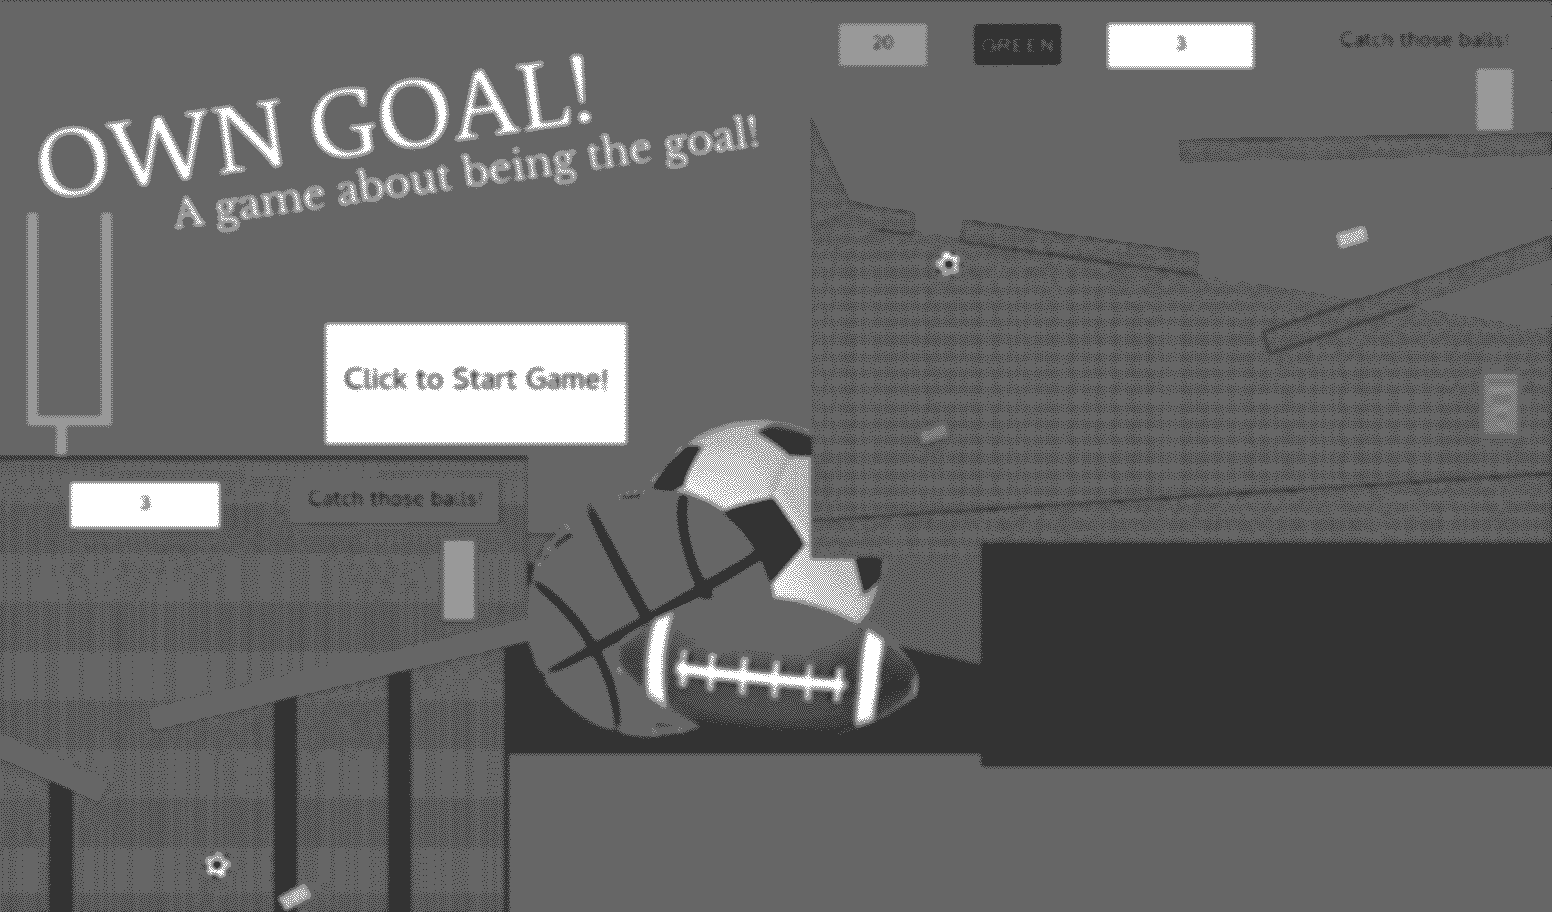 OWN GOAL!
A game about being the goal!
Click to Start Game!
20
GREEN
3
Catch those balls!
3
Catch those balls!